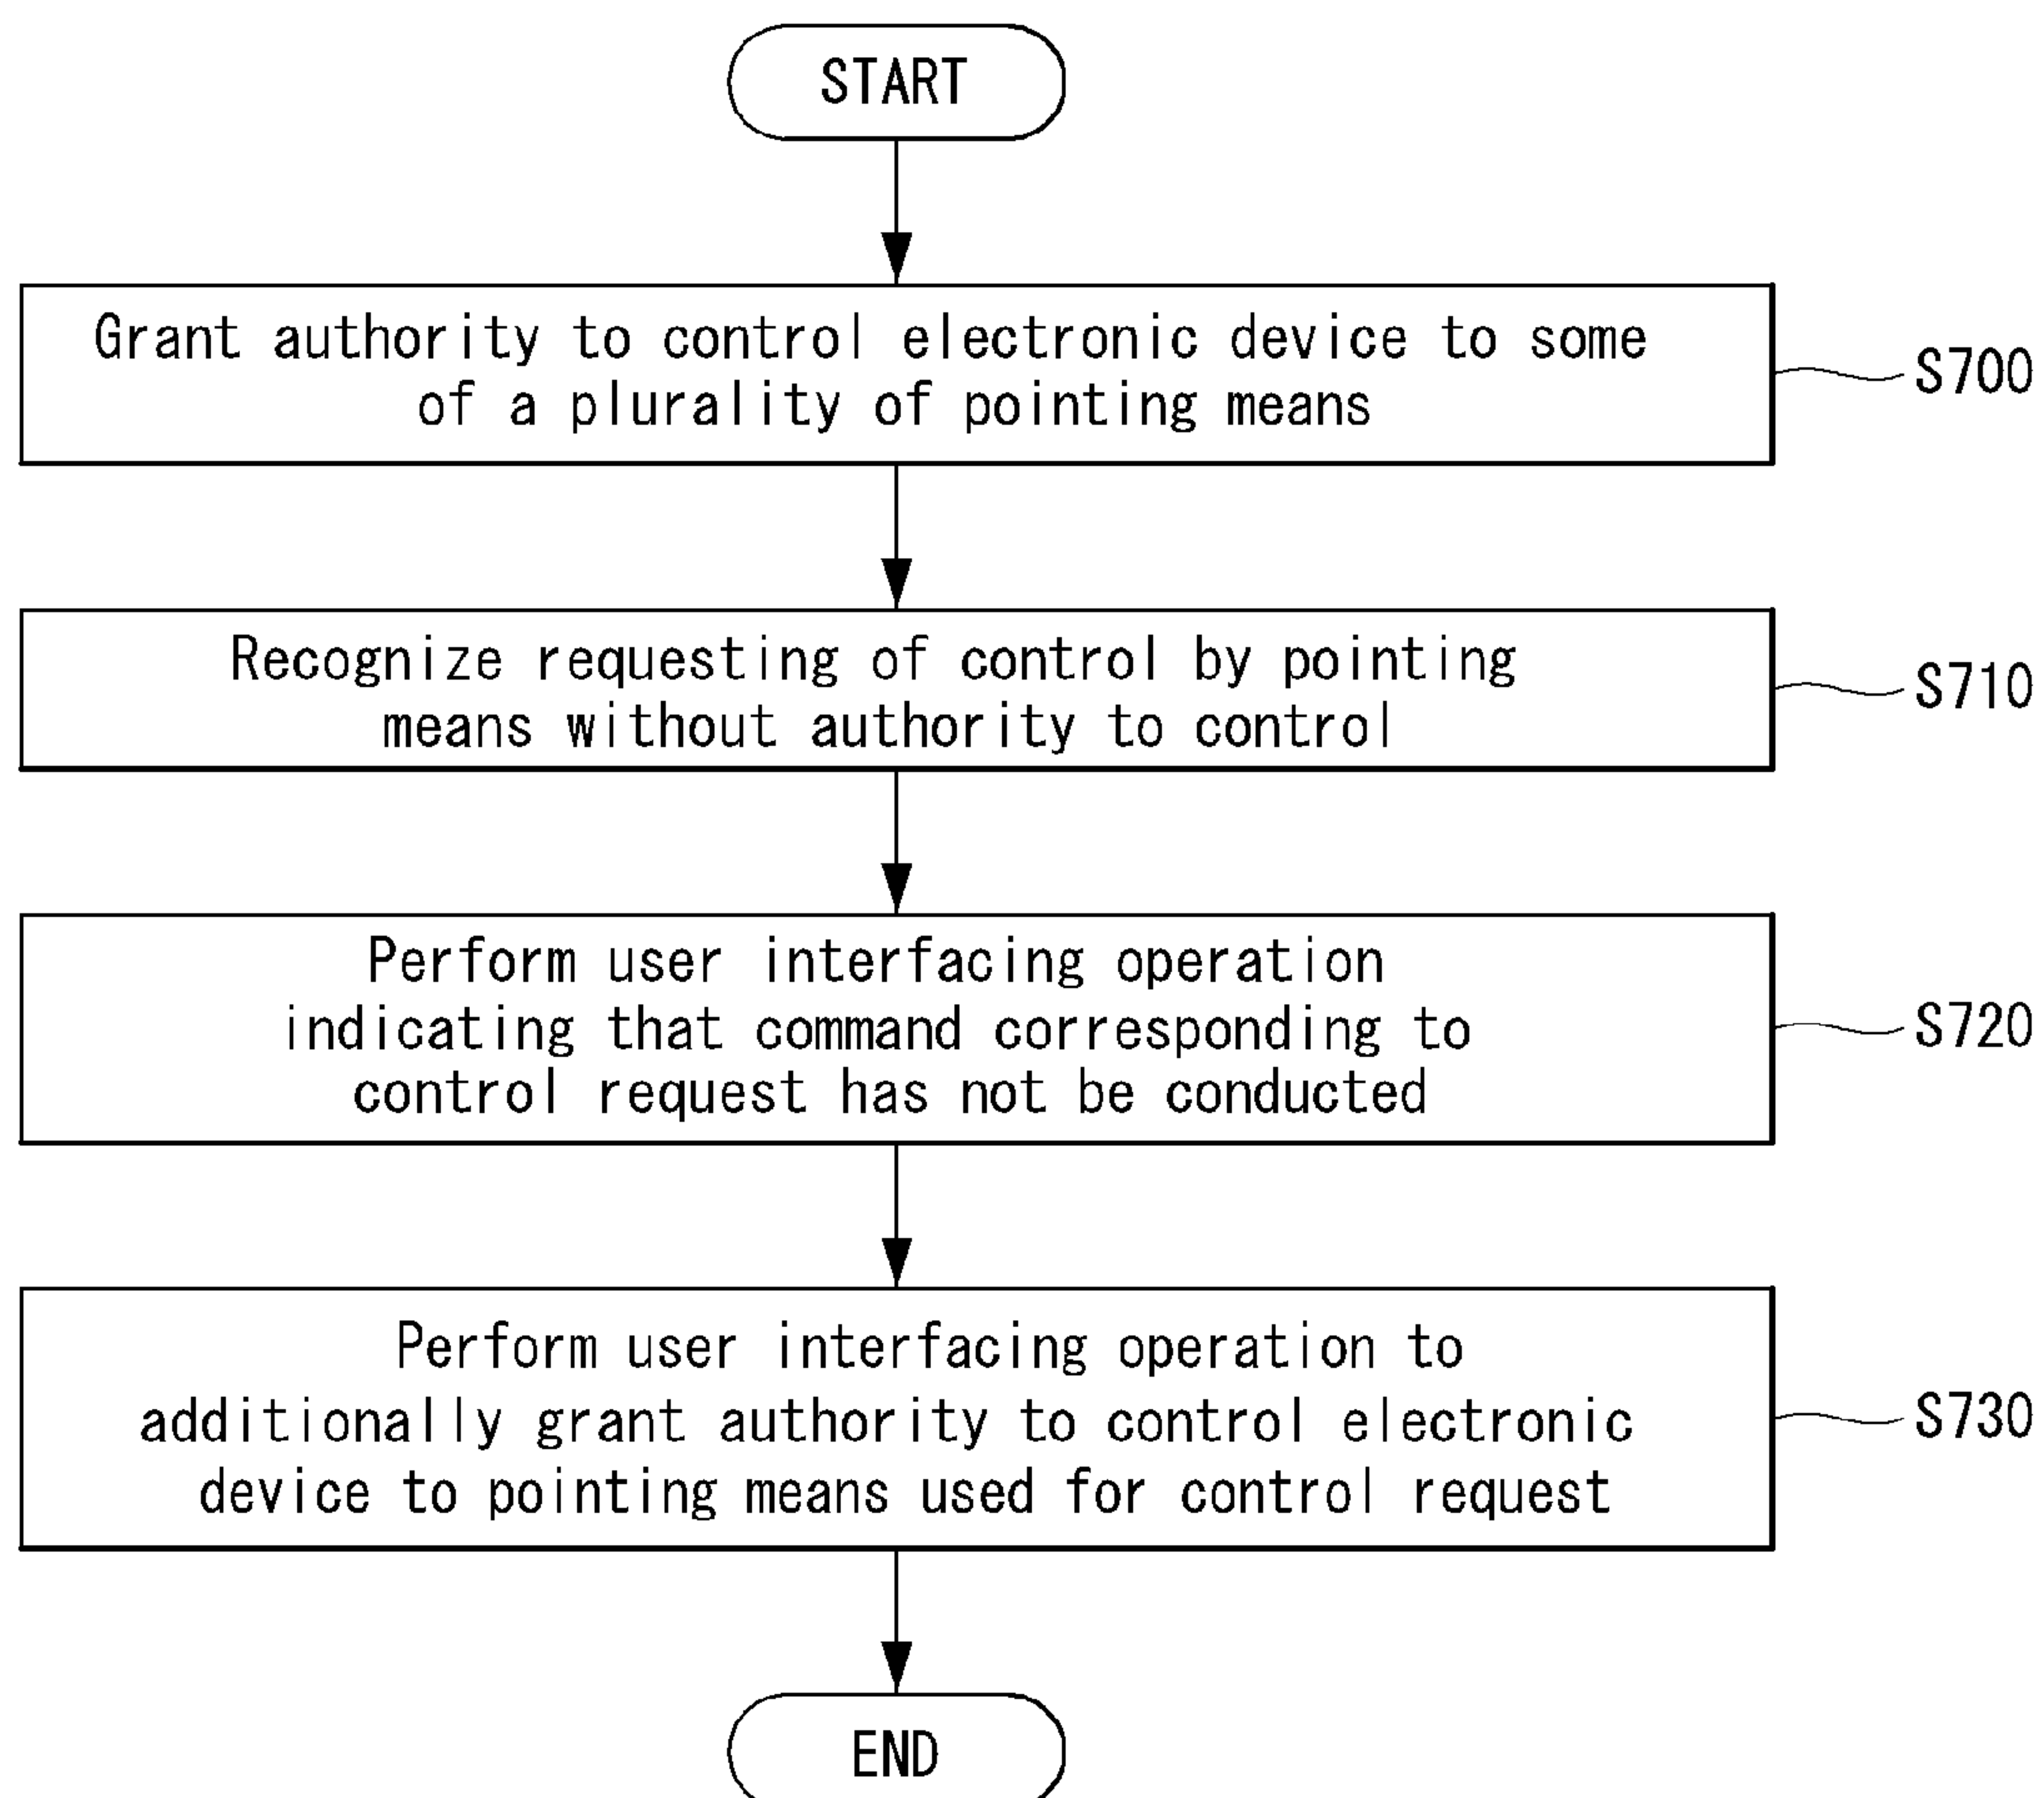 START
Grant authority to control electronic device to some
of a plurality of pointing means
S700
Recognize requesting of control by pointing
means without authority to control
S710
Perform user interfacing operation
indicating that command corresponding to
control request has not be conducted
S720
Perform user interfacing operation to
additionally grant authority to control electronic
device to pointing means used for control request
S730
END